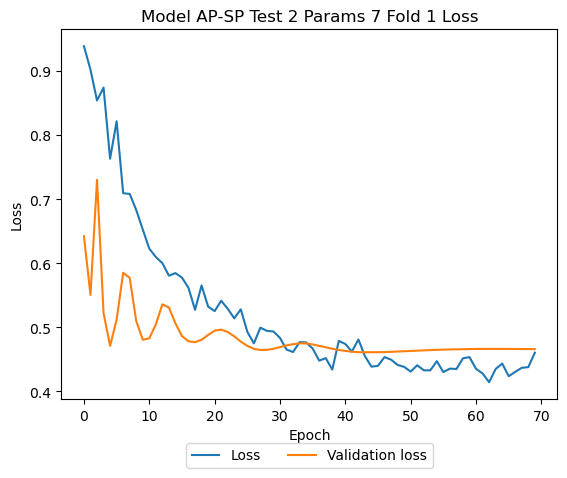 Model AP-SP Test 2 Params 7 Fold 1 Loss
Loss
0.9
0.8
0.7
0.6
0.5
0.4
0 10 20 30 40 50 60 70
Epoch
Loss Validation loss